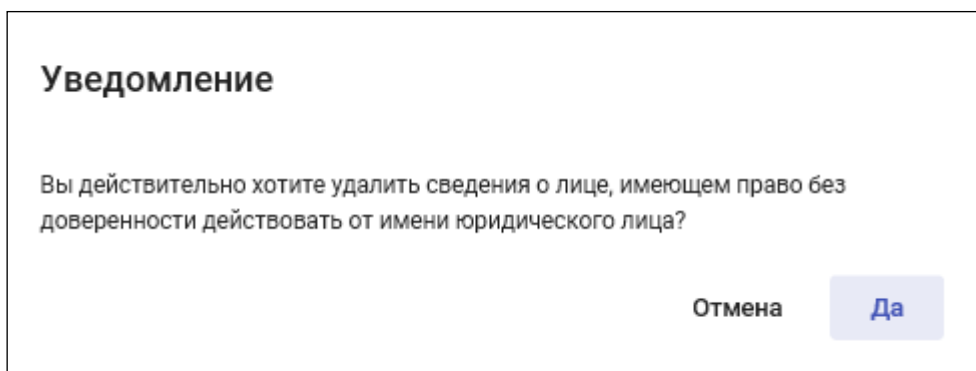 Уведомление
Вы действительно хотите удалить сведения о лице, имеющем право без
доверенности действовать от имени юридического лица?
Отмена Да